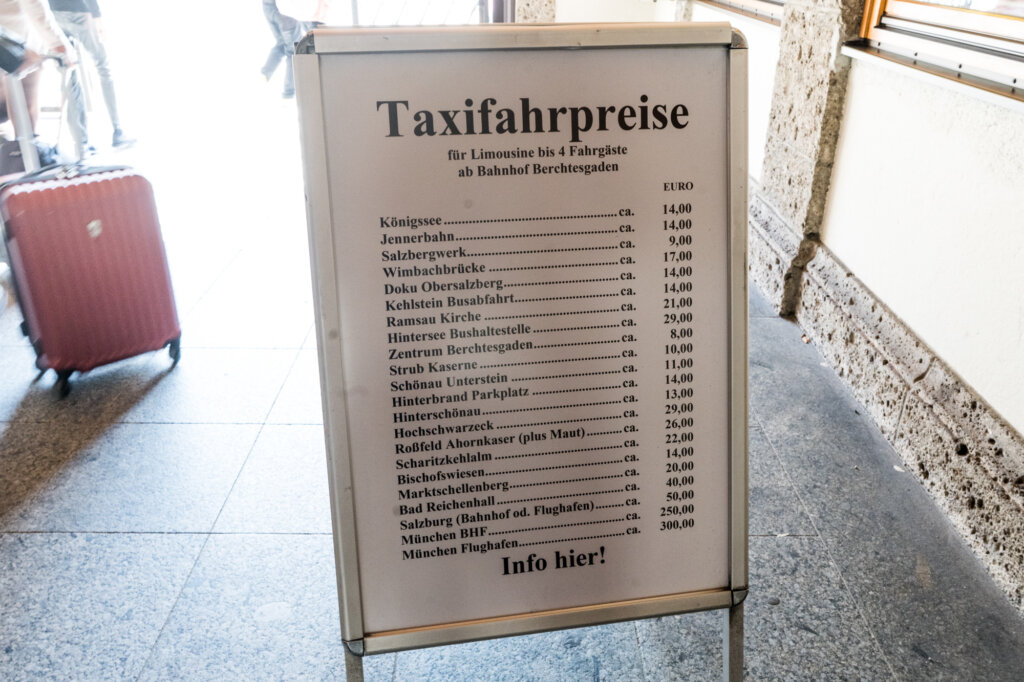 Taxifahrpreise
für Limousine bis 4 Fahrgäste
ab Bahnhof Berchtesgaden
EURO
Königssee ca. 14,00
Jennerbahn ca. 14,00
Salzbergwerk ca. 9,00
Wimbachbrücke ca. 17,00
Doku Obersalzberg ca. 14,00
Kehlstein Busabfahrt ca. 14,00
Ramsau Kirche ca. 21,00
Hintersee Bushaltestelle ca. 29,00
Zentrum Berchtesgaden ca. 8,00
Strub Kaserne ca. 10,00
Schönau Unterstein ca. 11,00
Hinterbrand Parkplatz ca. 14,00
Hinterschönau ca. 13,00
Hochschwarzeck ca. 29,00
Roßfeld Ahornkaser (plus Maut) ca. 26,00
Scharitzkehlalm ca. 22,00
Bischofswiesen ca. 14,00
Marktschellenberg ca. 20,00
Bad Reichenhall ca. 40,00
Salzburg (Bahnhof od. Flughafen) ca. 50,00
München BHF ca. 250,00
München Flughafen ca. 300,00
Info hier!